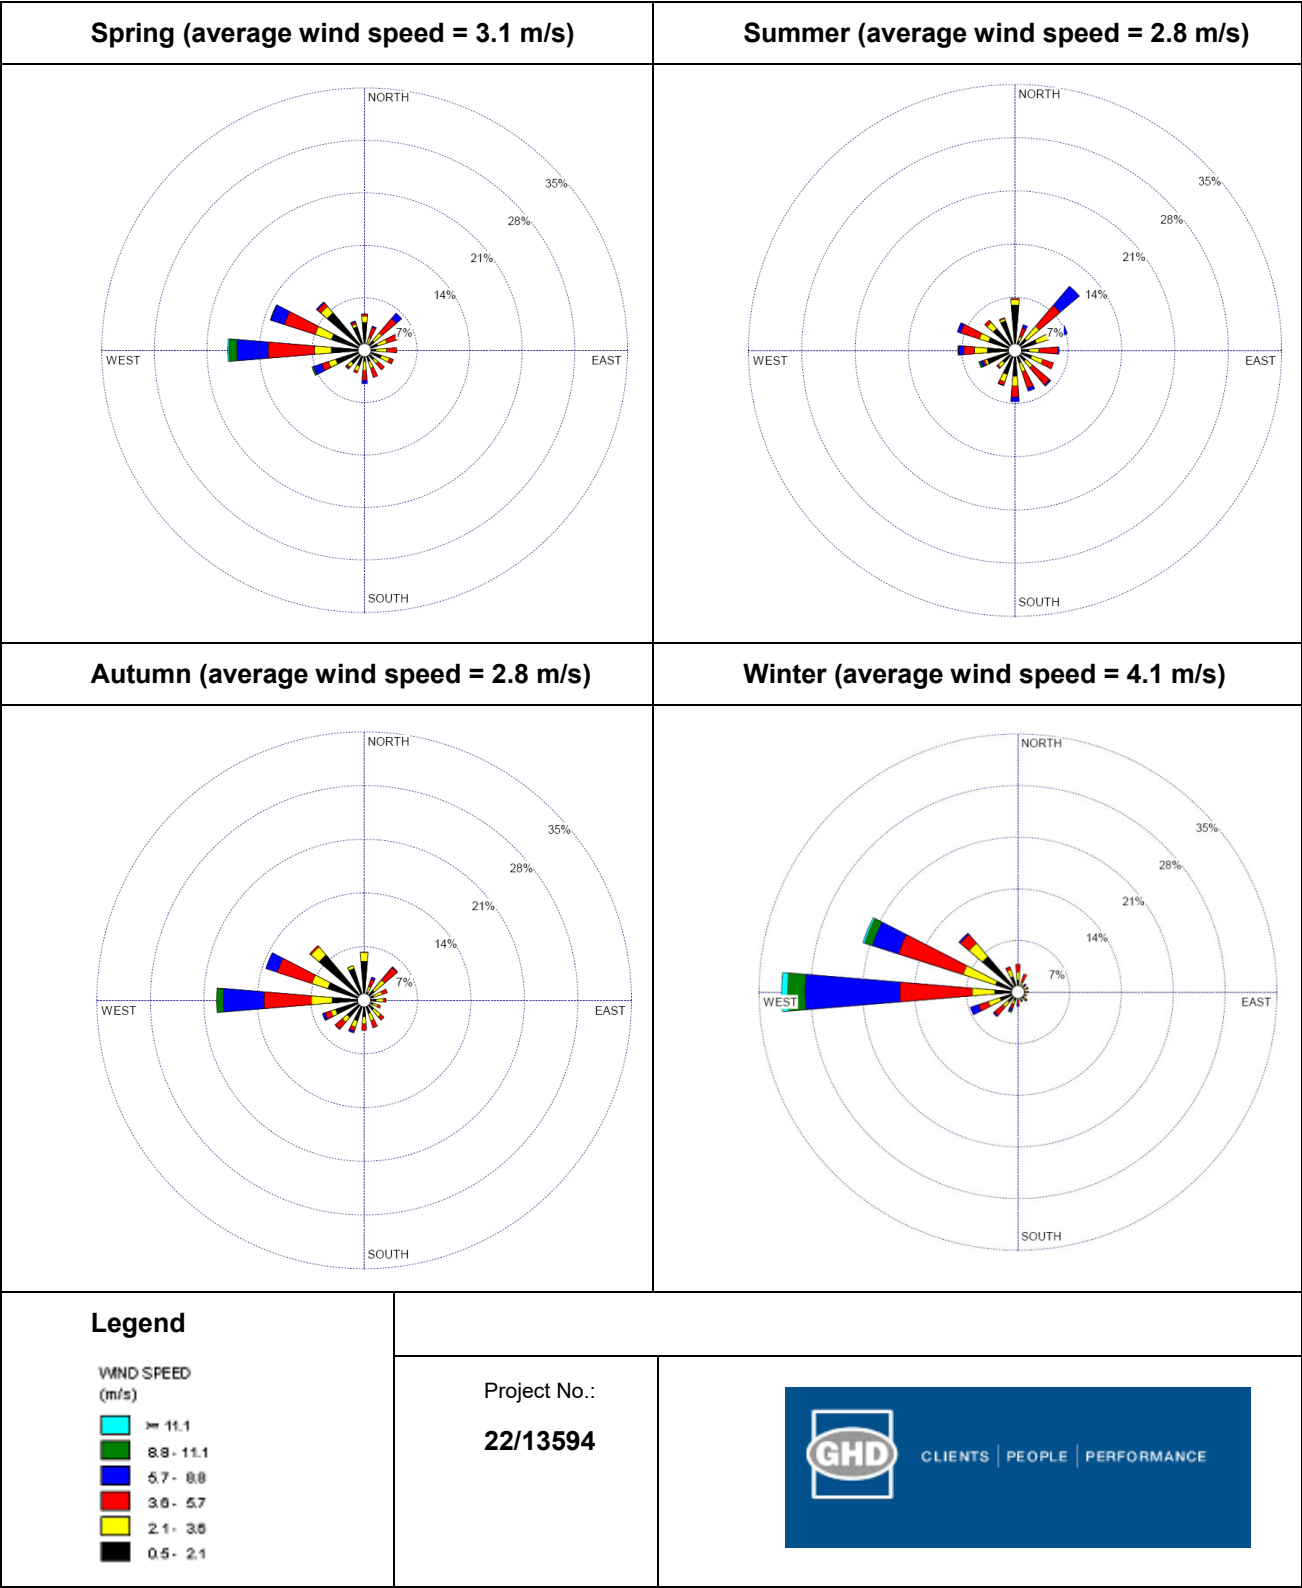 Spring (average wind speed = 3.1 m/s)
Summer (average wind speed = 2.8 m/s)
NORTH
35%
28%
21%
14%
7%
WEST
EAST
SOUTH
NORTH
35%
28%
21%
14%
7%
WEST
EAST
SOUTH
Autumn (average wind speed = 2.8 m/s)
Winter (average wind speed = 4.1 m/s)
NORTH
35%
28%
21%
14%
7%
WEST
EAST
SOUTH
NORTH
35%
28%
21%
14%
7%
WEST
EAST
SOUTH
Legend
WIND SPEED
(m/s)
>= 11.1
8.8 - 11.1
5.7 - 8.8
3.6 - 5.7
2.1 - 3.6
0.5 - 2.1
Project No.:
22/13594
GHD
CLIENTS | PEOPLE | PERFORMANCE